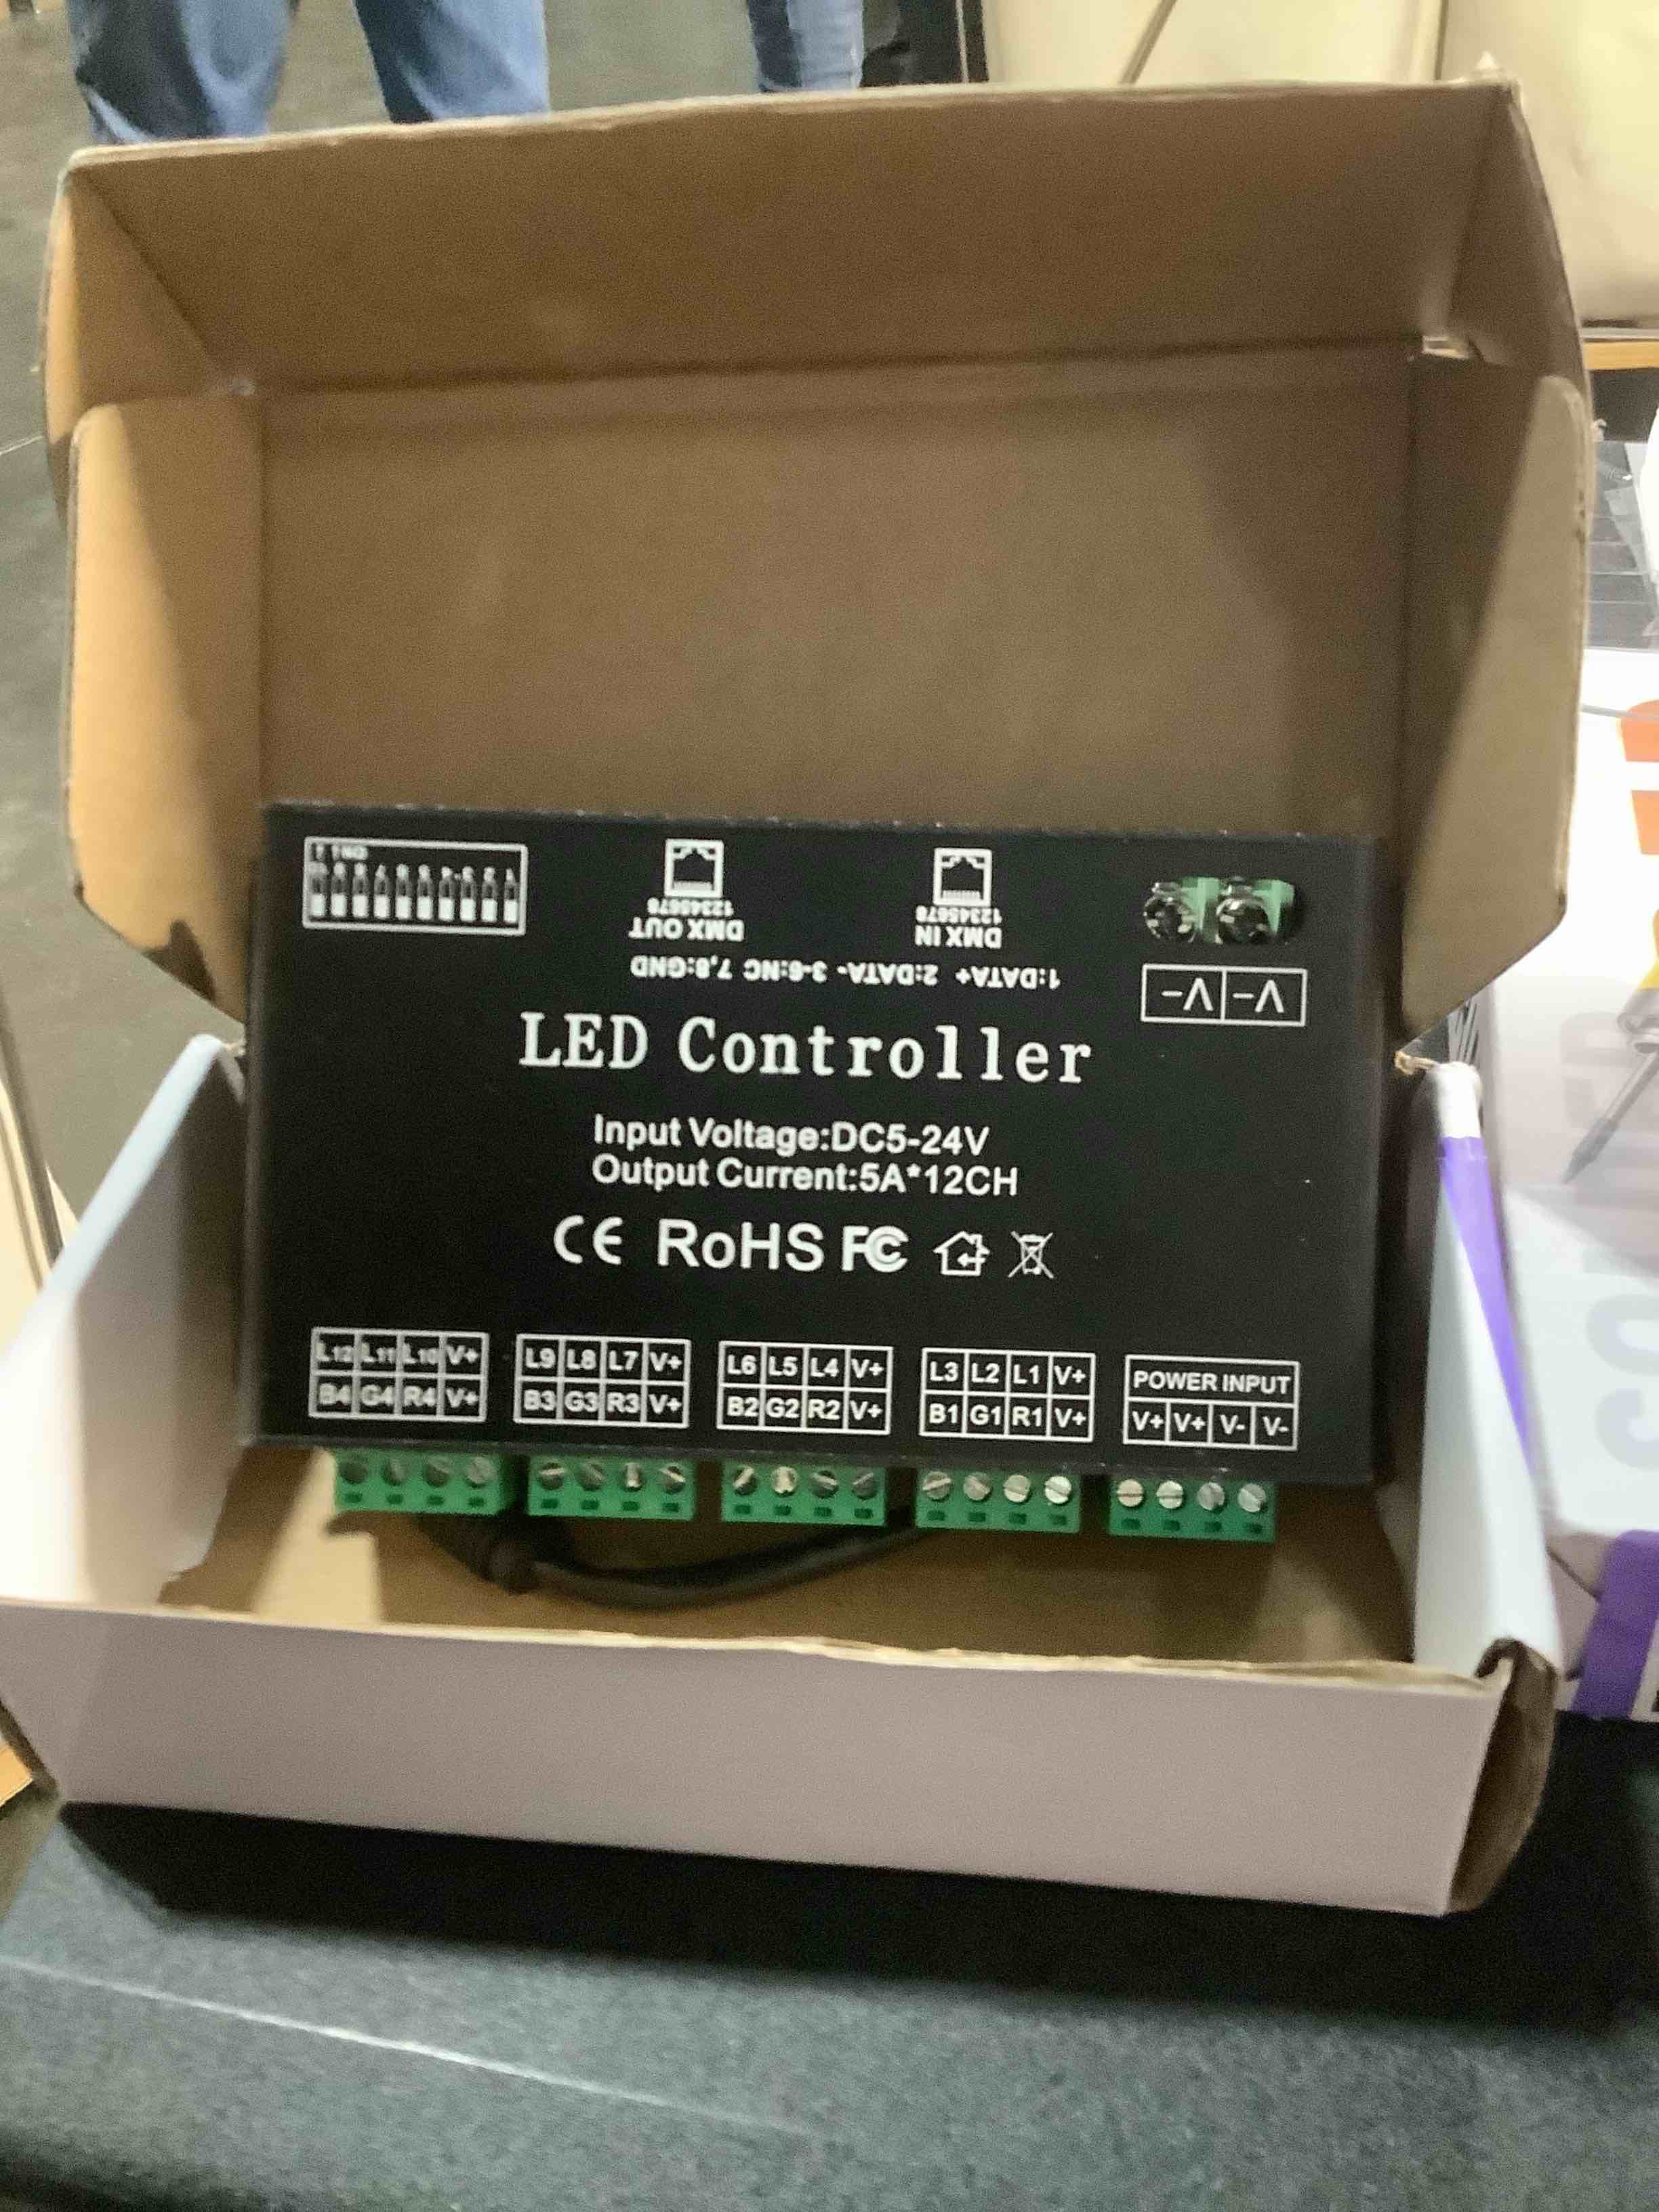 12345678
DMX OUT
12345678
DMX IN
1:DATA+ 2:DATA- 3-6:NC 7,8:GND
V- V-
LED Controller
Input Voltage:DC5-24V
Output Current:5A*12CH
CE RoHS FC
L12 L11 L10 V+
B4 G4 R4 V+
L9 L8 L7 V+
B3 G3 R3 V+
L6 L5 L4 V+
B2 G2 R2 V+
L3 L2 L1 V+
B1 G1 R1 V+
POWER INPUT
V+ V+ V- V-